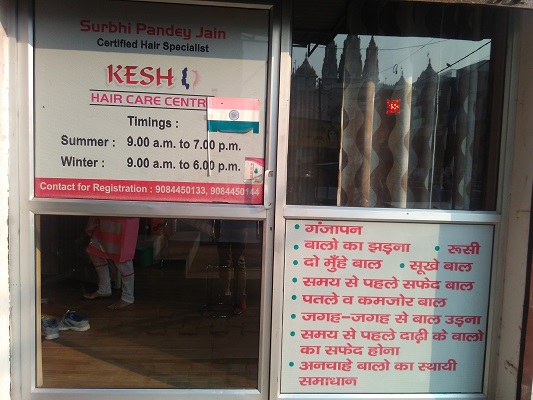 Surbhi Pandey Jain
Certified Hair Specialist
KESH
HAIR CARE CENTR
Timings :
Summer : 9.00 a.m. to 7.00 p.m.
Winter : 9.00 a.m. to 6.00 p.m.
Contact for Registration : 9084450133, 9084450144
• गंजापन
• बालो का झड़ना • रूसी
• दो मुँहे बाल • सूखे बाल
• समय से पहले सफेद बाल
• पतले व कमजोर बाल
• जगह-जगह से बाल उड़ना
• समय से पहले दाढ़ी के बालो
का सफेद होना
• अनचाहे बालो का स्थायी
समाधान